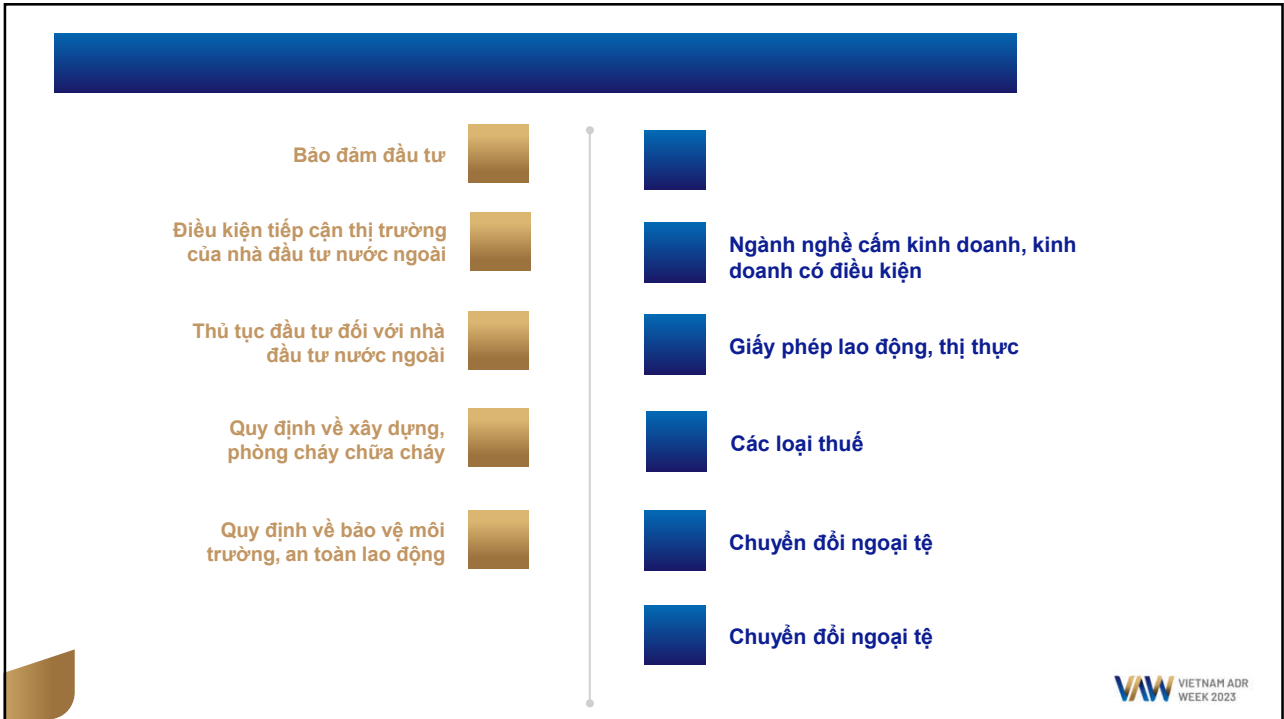 Bảo đảm đầu tư
Điều kiện tiếp cận thị trường
của nhà đầu tư nước ngoài
Thủ tục đầu tư đối với nhà
đầu tư nước ngoài
Quy định về xây dựng,
phòng cháy chữa cháy
Quy định về bảo vệ môi
trường, an toàn lao động
Ngành nghề cấm kinh doanh, kinh
doanh có điều kiện
Giấy phép lao động, thị thực
Các loại thuế
Chuyển đổi ngoại tệ
Chuyển đổi ngoại tệ
VAW VIETNAM ADR
WEEK 2023